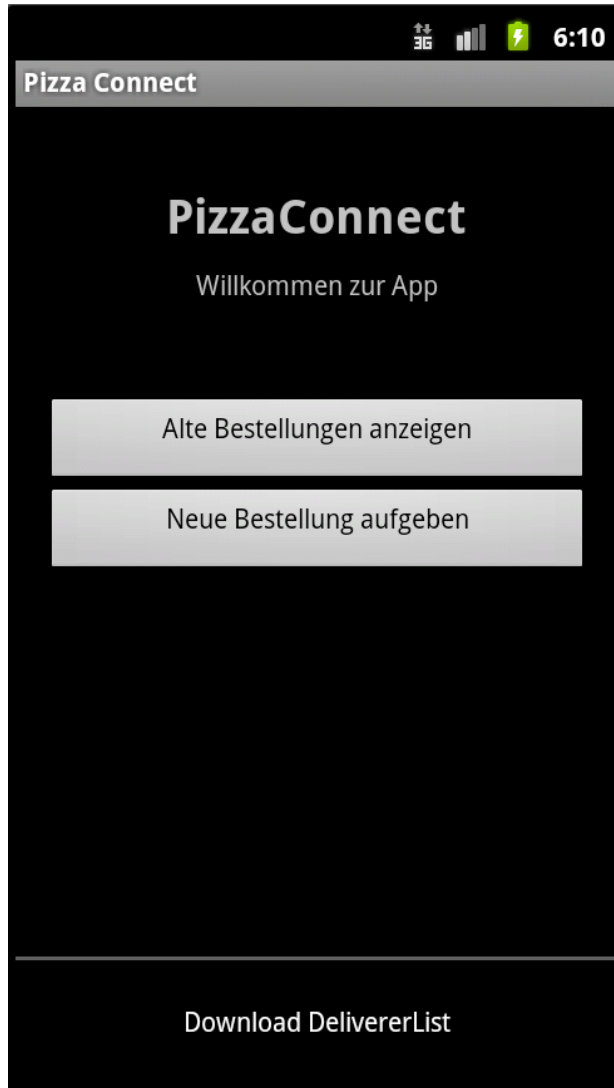 3G 6:10
Pizza Connect
PizzaConnect
Willkommen zur App
Alte Bestellungen anzeigen
Neue Bestellung aufgeben
Download DelivererList